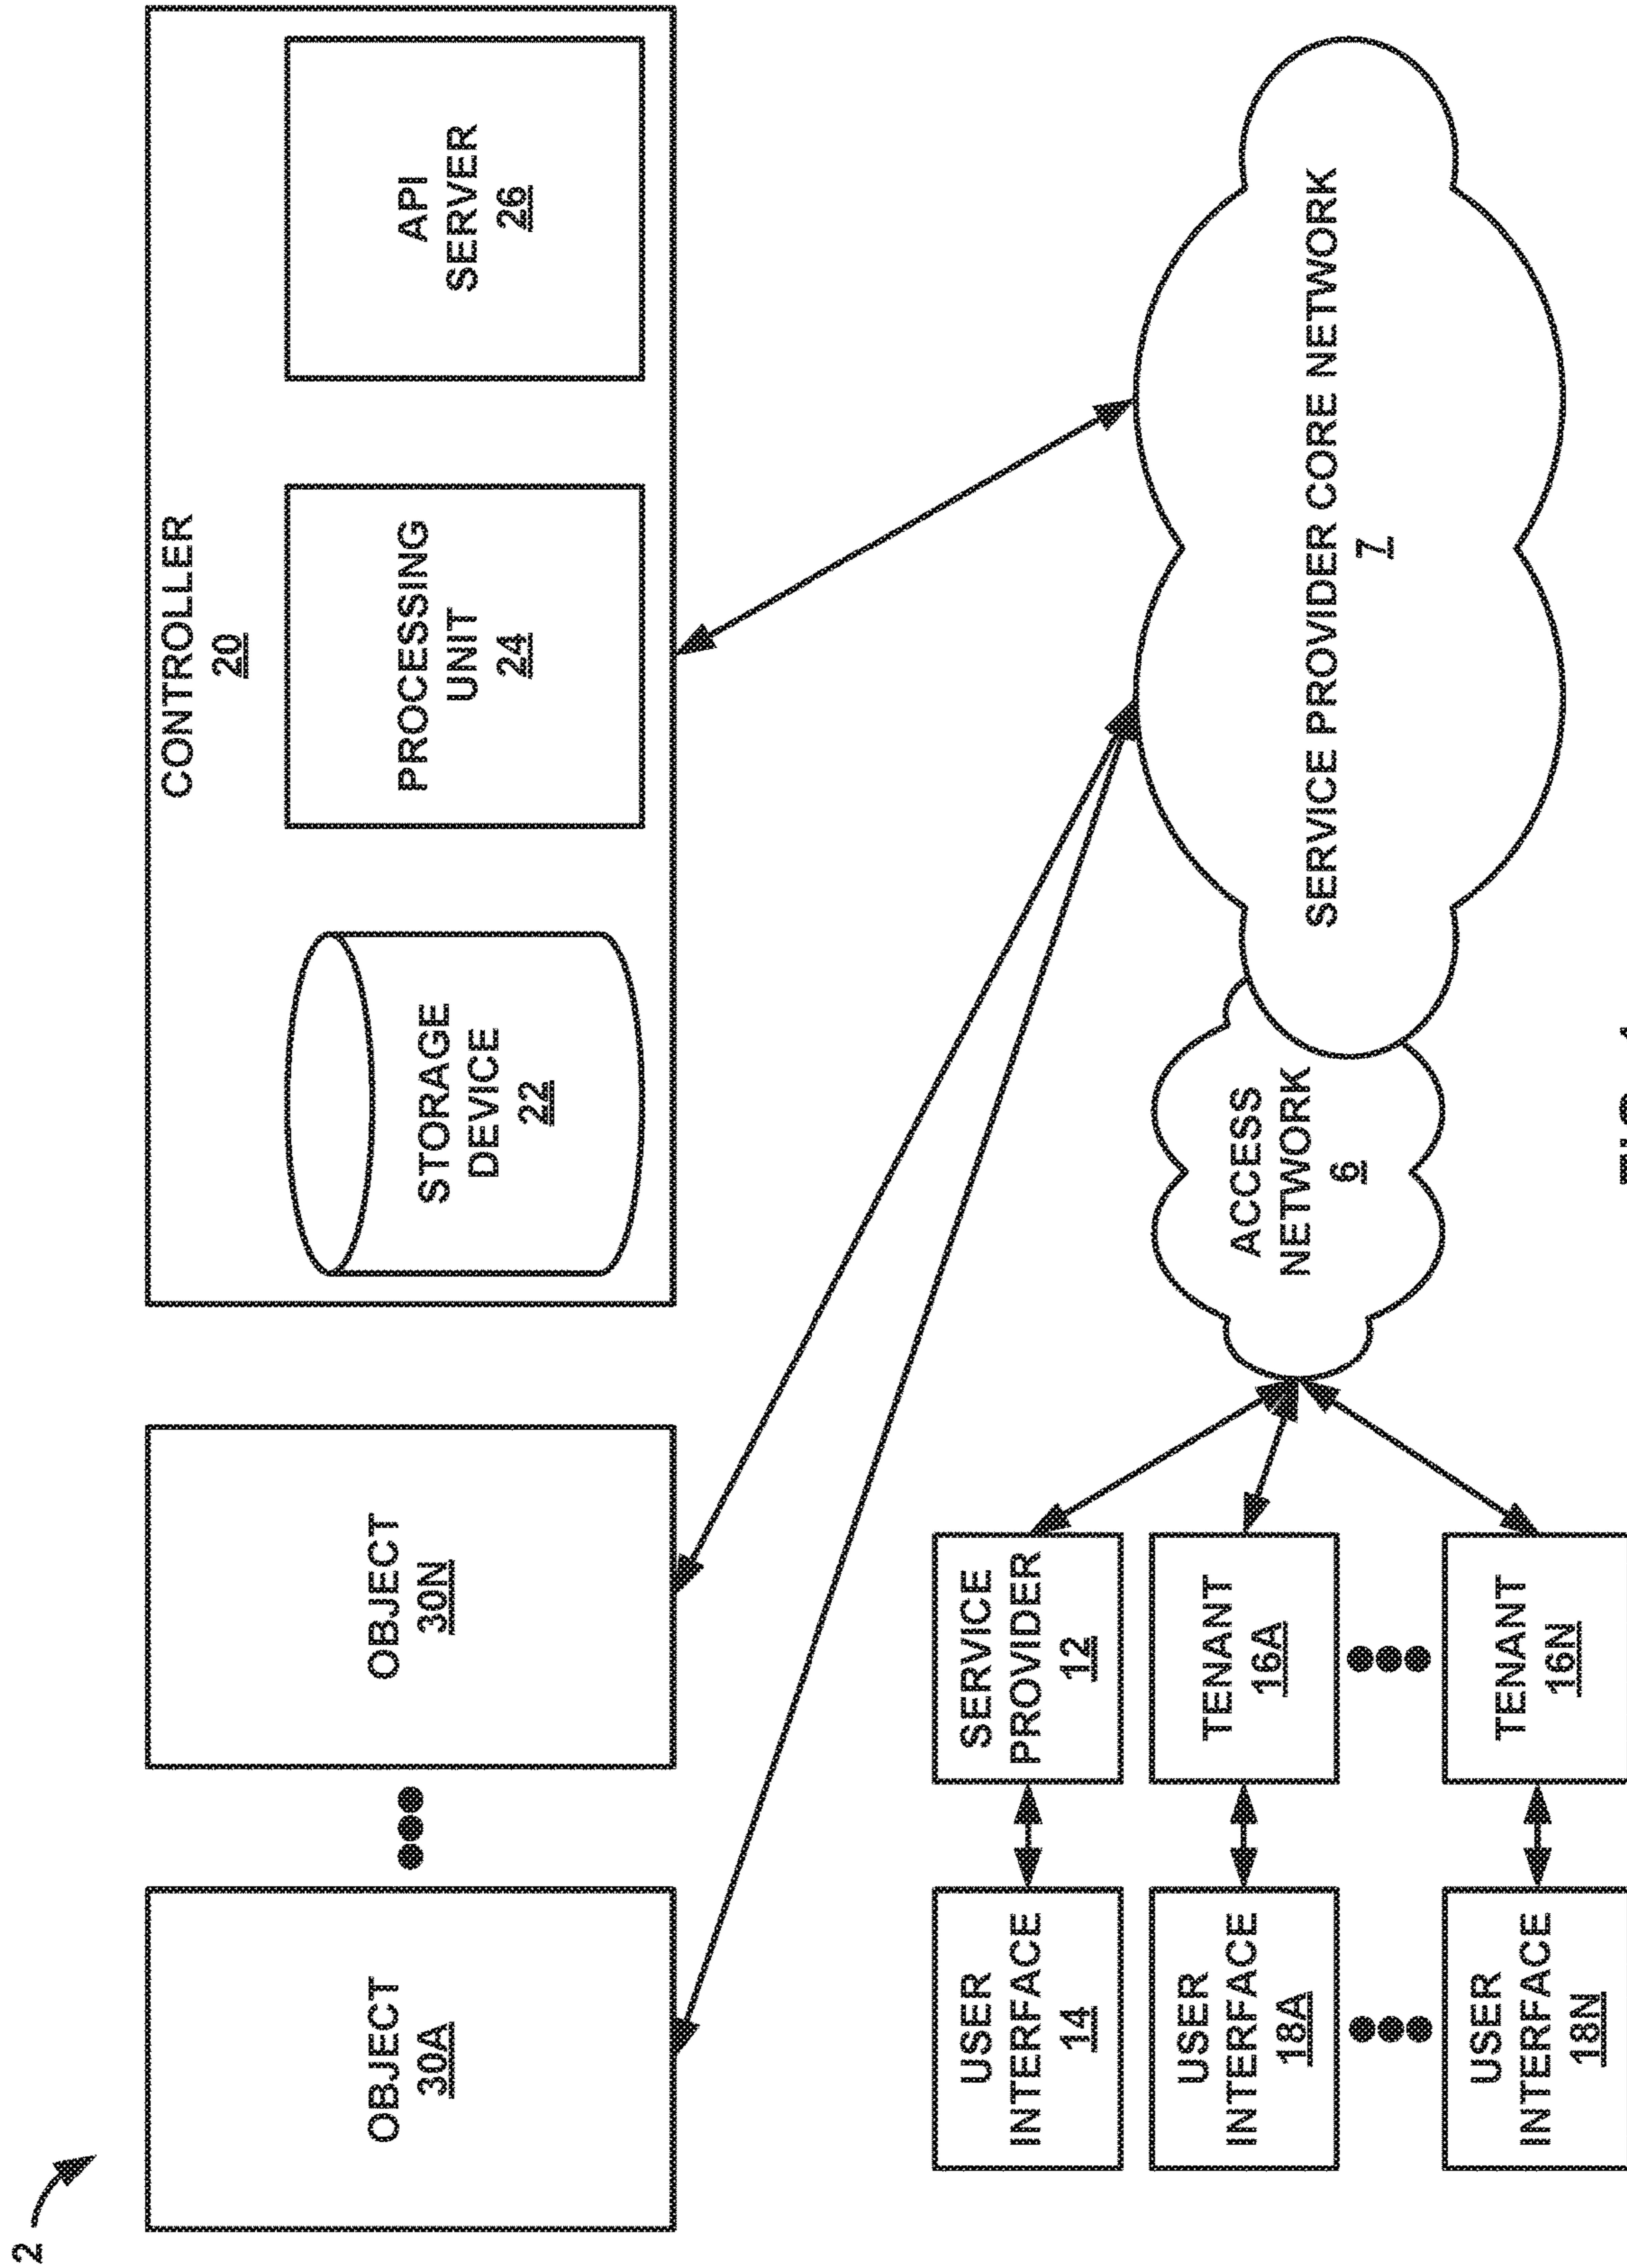 2
OBJECT
30A
OBJECT
30N
CONTROLLER
20
STORAGE
DEVICE
22
PROCESSING
UNIT
24
API
SERVER
26
USER
INTERFACE
14
SERVICE
PROVIDER
12
USER
INTERFACE
18A
TENANT
16A
USER
INTERFACE
18N
TENANT
16N
ACCESS
NETWORK
6
SERVICE PROVIDER CORE NETWORK
7